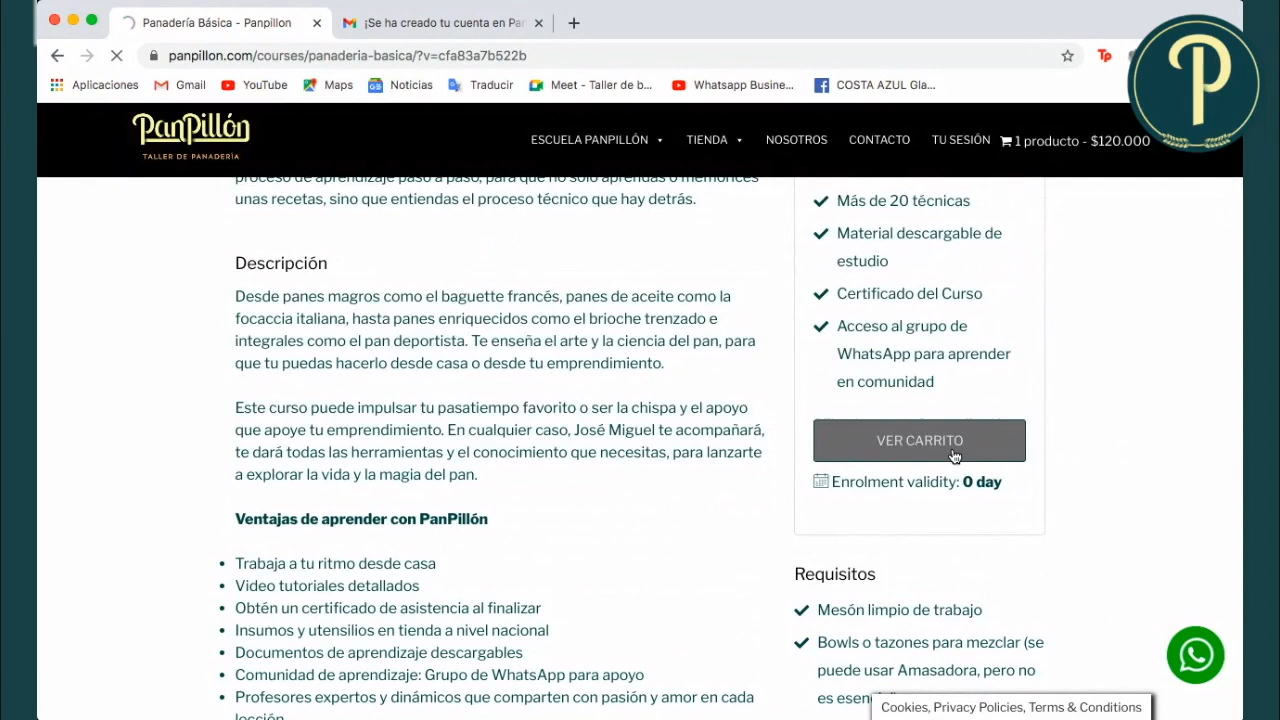 Panadería Básica - Panpillon
¡Se ha creado tu cuenta en Pan
panpillon.com/courses/panaderia-basica/?v=cfa83a7b522b
Tp
Aplicaciones
Gmail
YouTube
Maps
Noticias
Traducir
Meet - Taller de b...
Whatsapp Busine...
COSTA AZUL Gla...
P
PanPillón
TALLER DE PANADERÍA
ESCUELA PANPILLÓN
TIENDA
NOSOTROS
CONTACTO
TU SESIÓN
1 producto - $120.000
proceso de aprendizaje paso a paso, para que no solo aprendas o memorices
unas recetas, sino que entiendas el proceso técnico que hay detrás.
Descripción
Desde panes magros como el baguette francés, panes de aceite como la
focaccia italiana, hasta panes enriquecidos como el brioche trenzado e
integrales como el pan deportista. Te enseña el arte y la ciencia del pan, para
que tu puedas hacerlo desde casa o desde tu emprendimiento.
Este curso puede impulsar tu pasatiempo favorito o ser la chispa y el apoyo
que apoye tu emprendimiento. En cualquier caso, José Miguel te acompañará,
te dará todas las herramientas y el conocimiento que necesitas, para lanzarte
a explorar la vida y la magia del pan.
Ventajas de aprender con PanPillón
Trabaja a tu ritmo desde casa
Video tutoriales detallados
Obtén un certificado de asistencia al finalizar
Insumos y utensilios en tienda a nivel nacional
Documentos de aprendizaje descargables
Comunidad de aprendizaje: Grupo de WhatsApp para apoyo
Profesores expertos y dinámicos que comparten con pasión y amor en cada
lección
Más de 20 técnicas
Material descargable de
estudio
Certificado del Curso
Acceso al grupo de
WhatsApp para aprender
en comunidad
VER CARRITO
Enrolment validity: 0 day
Requisitos
Mesón limpio de trabajo
Bowls o tazones para mezclar (se
puede usar Amasadora, pero no
es
Cookies, Privacy Policies, Terms & Conditions